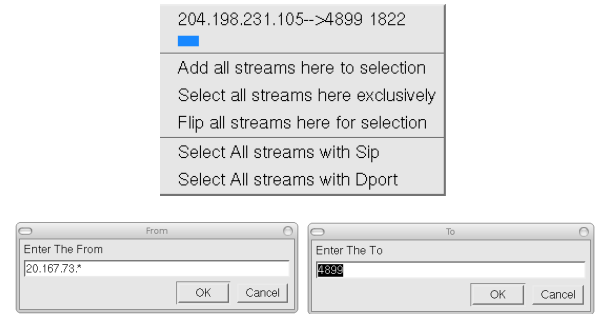 204.198.231.105-->4899 1822
Add all streams here to selection
Select all streams here exclusively
Flip all streams here for selection
Select All streams with Sip
Select All streams with Dport
From
Enter The From
20.167.73.*
OK Cancel
To
Enter The To
4899
OK Cancel